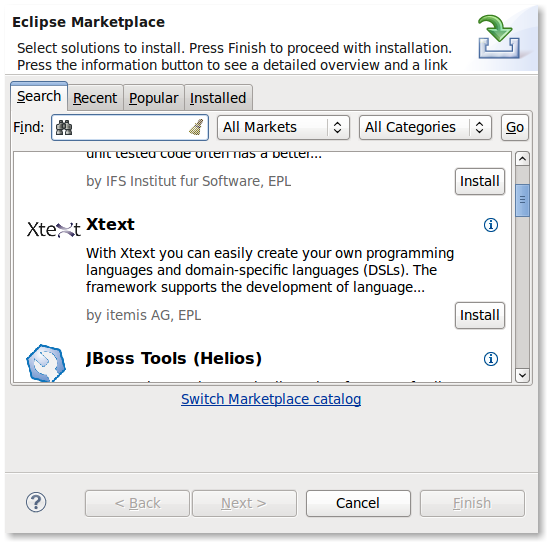 Eclipse Marketplace
Select solutions to install. Press Finish to proceed with installation.
Press the information button to see a detailed overview and a link
Search Recent Popular Installed
Find: All Markets All Categories Go
unit tested code often has a better...
by IFS Institut fur Software, EPL Install
Xtext Xtext
With Xtext you can easily create your own programming
languages and domain-specific languages (DSLs). The
framework supports the development of language...
by itemis AG, EPL Install
JBoss Tools (Helios)
Switch Marketplace catalog
? < Back Next > Cancel Finish